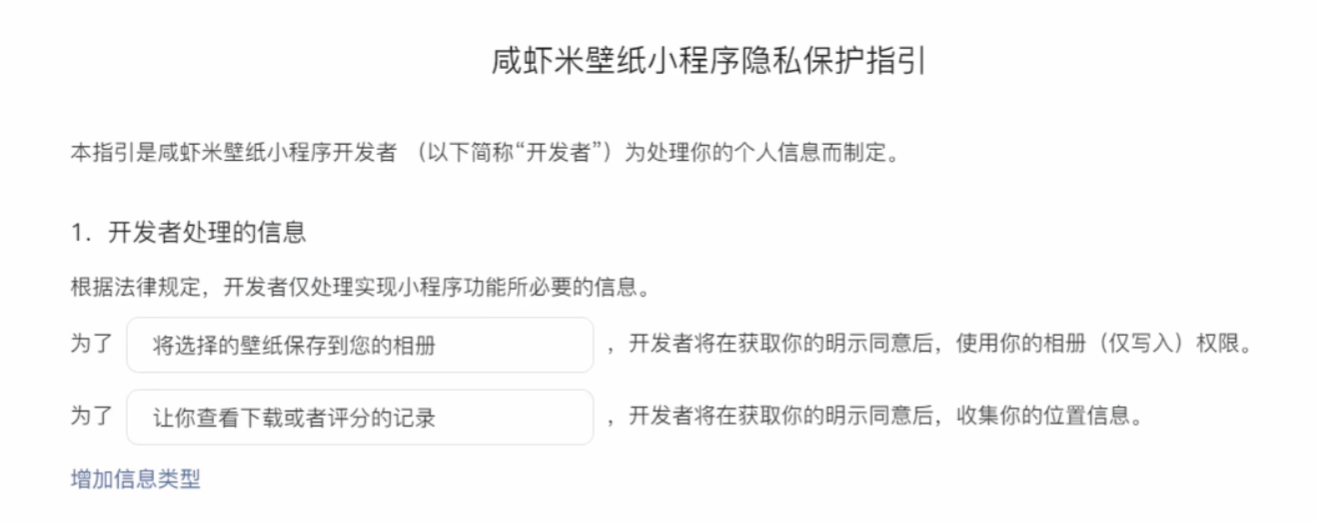 咸虾米壁纸小程序隐私保护指引
本指引是咸虾米壁纸小程序开发者 （以下简称“开发者”）为处理你的个人信息而制定。
1. 开发者处理的信息
根据法律规定，开发者仅处理实现小程序功能所必要的信息。
为了 将选择的壁纸保存到您的相册 ，开发者将在获取你的明示同意后，使用你的相册（仅写入）权限。
为了 让你查看下载或者评分的记录 ，开发者将在获取你的明示同意后，收集你的位置信息。
增加信息类型